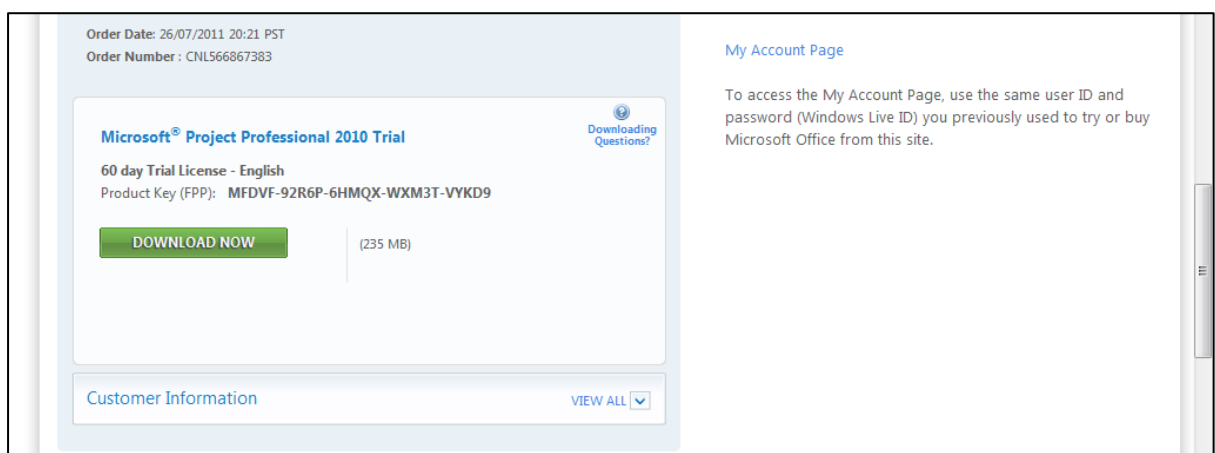 Order Date: 26/07/2011 20:21 PST
Order Number : CNL566867383
Microsoft® Project Professional 2010 Trial
Downloading
Questions?
60 day Trial License - English
Product Key (FPP): MFDVF-92R6P-6HMQX-WXM3T-VYKD9
DOWNLOAD NOW
(235 MB)
Customer Information
VIEW ALL
My Account Page
To access the My Account Page, use the same user ID and
password (Windows Live ID) you previously used to try or buy
Microsoft Office from this site.